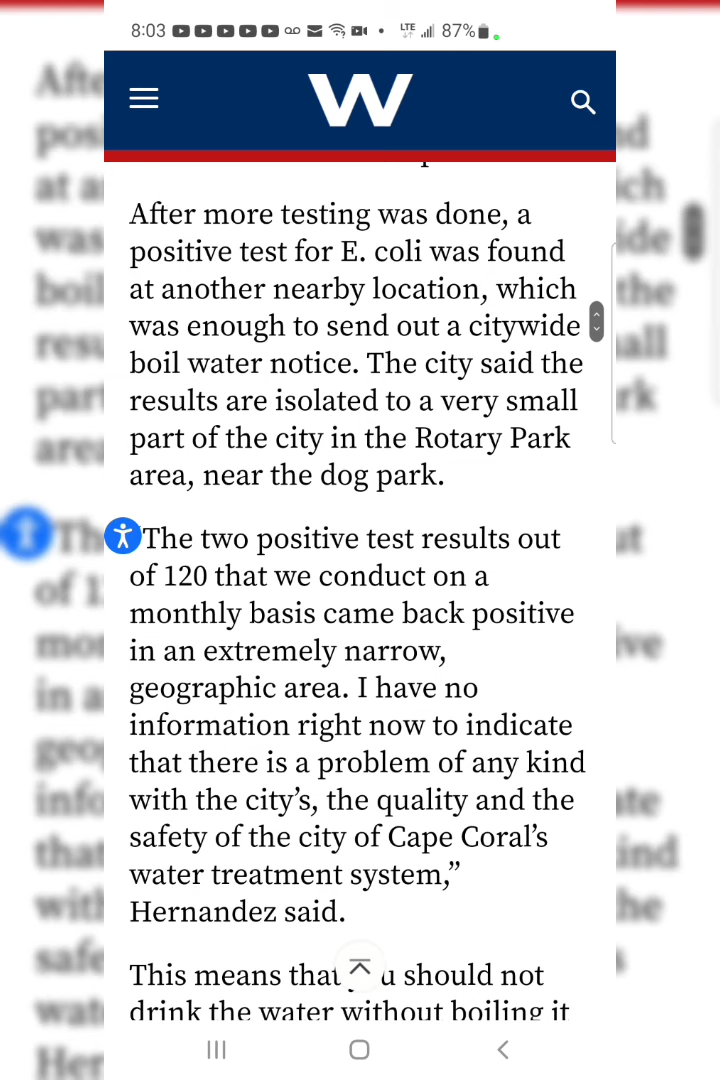 8:03 LTE 87%
W
After more testing was done, a
positive test for E. coli was found
at another nearby location, which
was enough to send out a citywide
boil water notice. The city said the
results are isolated to a very small
part of the city in the Rotary Park
area, near the dog park.
The two positive test results out
of 120 that we conduct on a
monthly basis came back positive
in an extremely narrow,
geographic area. I have no
information right now to indicate
that there is a problem of any kind
with the city’s, the quality and the
safety of the city of Cape Coral’s
water treatment system,”
Hernandez said.
This means that u should not
drink the water without boiling it